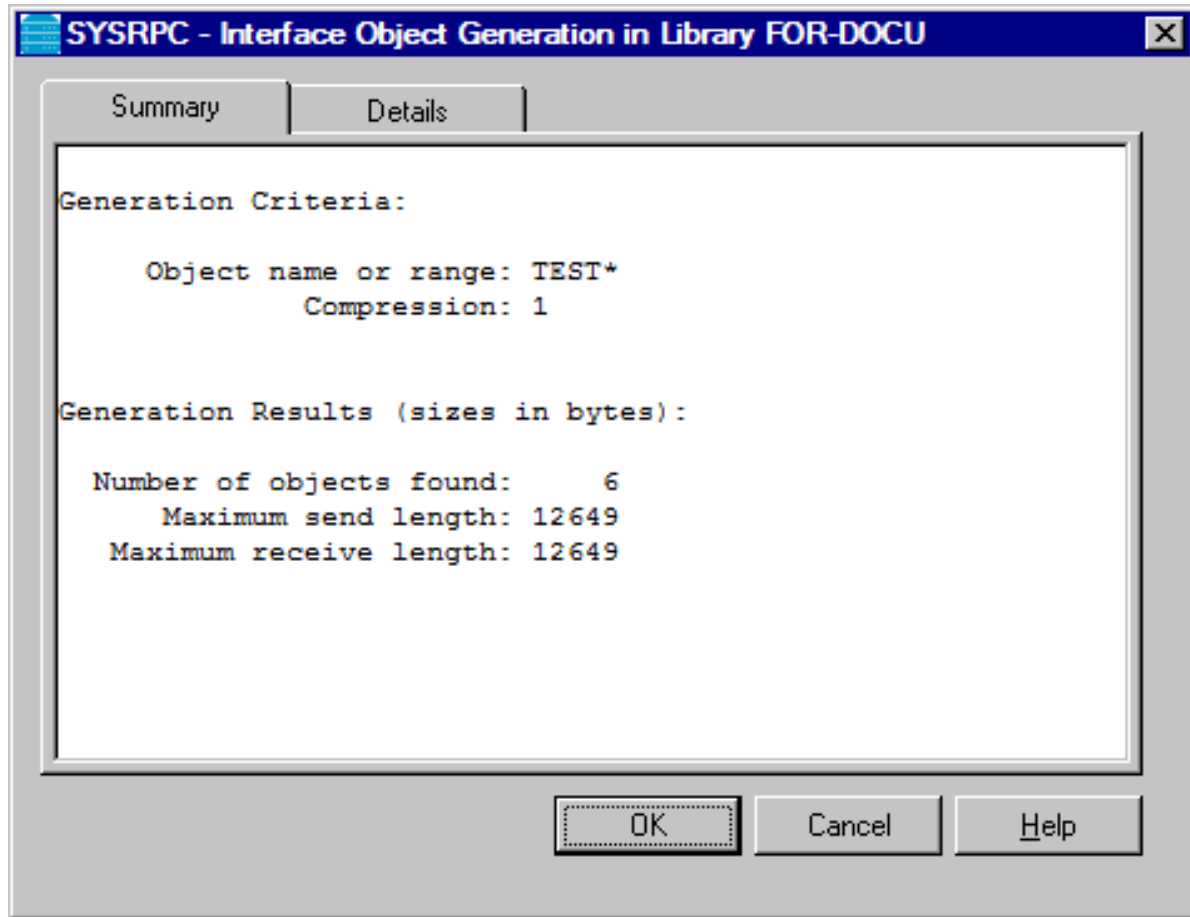 SYSRPC - Interface Object Generation in Library FOR-DOCU
Summary Details
Generation Criteria:
Object name or range: TEST*
Compression: 1
Generation Results (sizes in bytes):
Number of objects found: 6
Maximum send length: 12649
Maximum receive length: 12649
OK Cancel Help